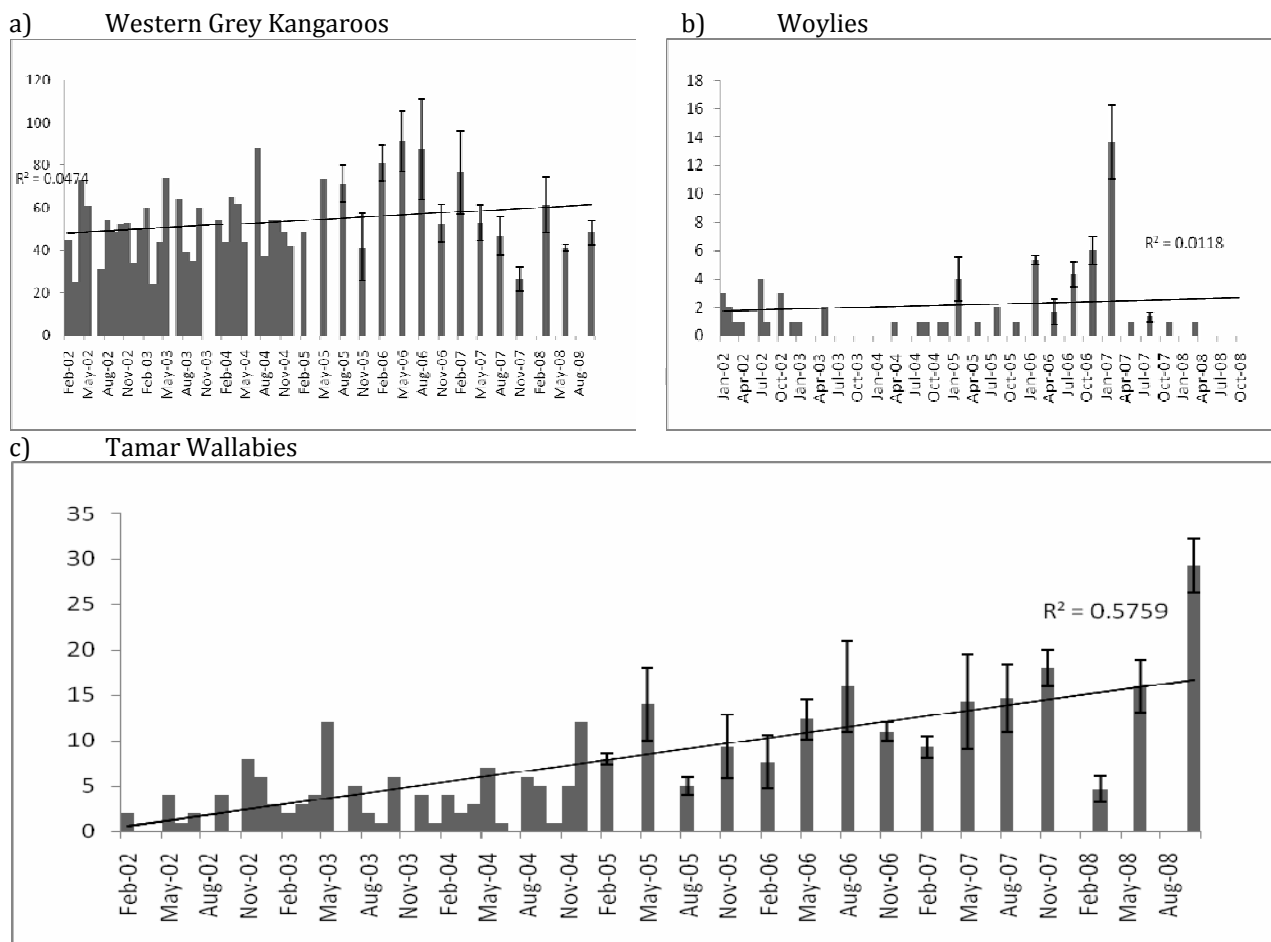 a) Western Grey Kangaroos
120
100
80
60
40
20
0
R² = 0.0474
Feb-02
May-02
Aug-02
Nov-02
Feb-03
May-03
Aug-03
Nov-03
Feb-04
May-04
Aug-04
Nov-04
Feb-05
May-05
Aug-05
Nov-05
Feb-06
May-06
Aug-06
Nov-06
Feb-07
May-07
Aug-07
Nov-07
Feb-08
May-08
Aug-08
b) Woylies
18
16
14
12
10
8
6
4
2
0
R² = 0.0118
Jan-02
Apr-02
Jul-02
Oct-02
Jan-03
Apr-03
Jul-03
Oct-03
Jan-04
Apr-04
Jul-04
Oct-04
Jan-05
Apr-05
Jul-05
Oct-05
Jan-06
Apr-06
Jul-06
Oct-06
Jan-07
Apr-07
Jul-07
Oct-07
Jan-08
Apr-08
Jul-08
Oct-08
c) Tamar Wallabies
35
30
25
20
15
10
5
0
R² = 0.5759
Feb-02
May-02
Aug-02
Nov-02
Feb-03
May-03
Aug-03
Nov-03
Feb-04
May-04
Aug-04
Nov-04
Feb-05
May-05
Aug-05
Nov-05
Feb-06
May-06
Aug-06
Nov-06
Feb-07
May-07
Aug-07
Nov-07
Feb-08
May-08
Aug-08